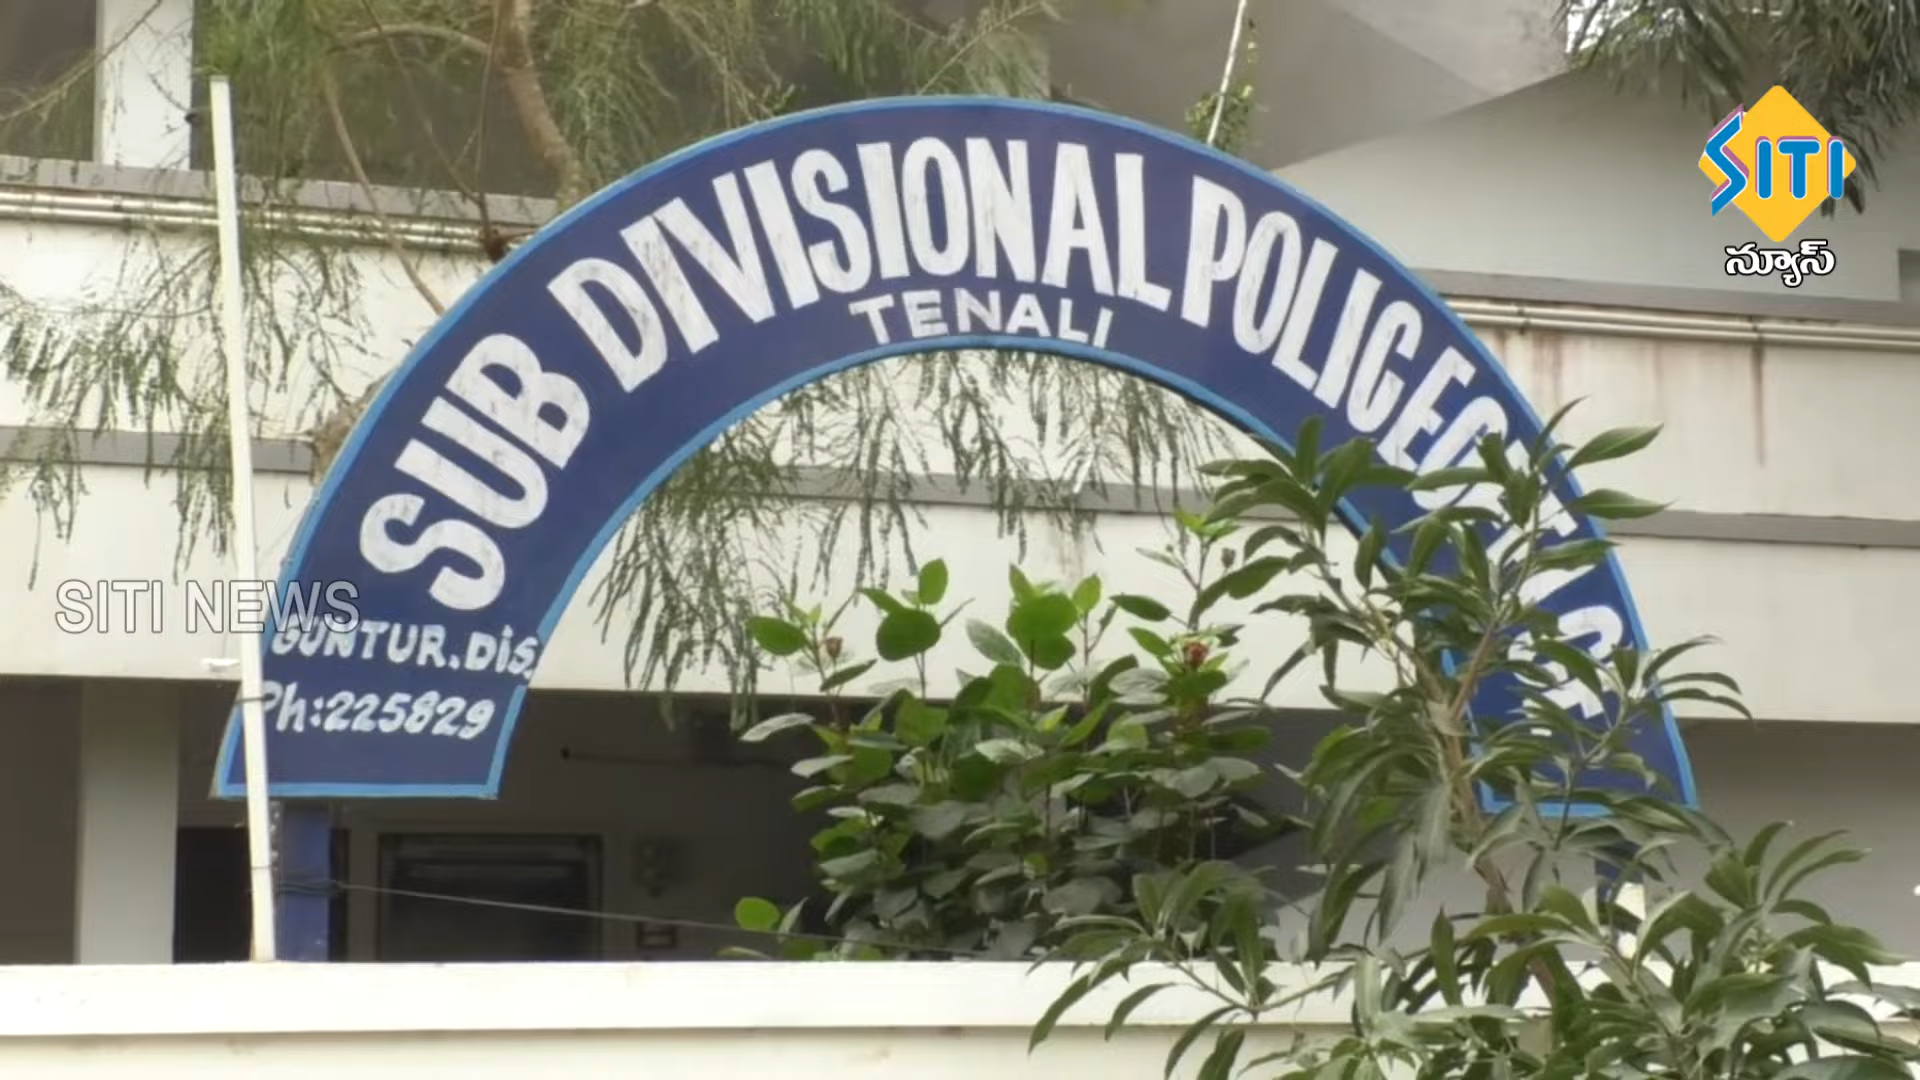 SUB DIVISIONAL POLICE
TENALI
GUNTUR.DiS.
Ph:225829
SITI
న్యూస్
SITI NEWS